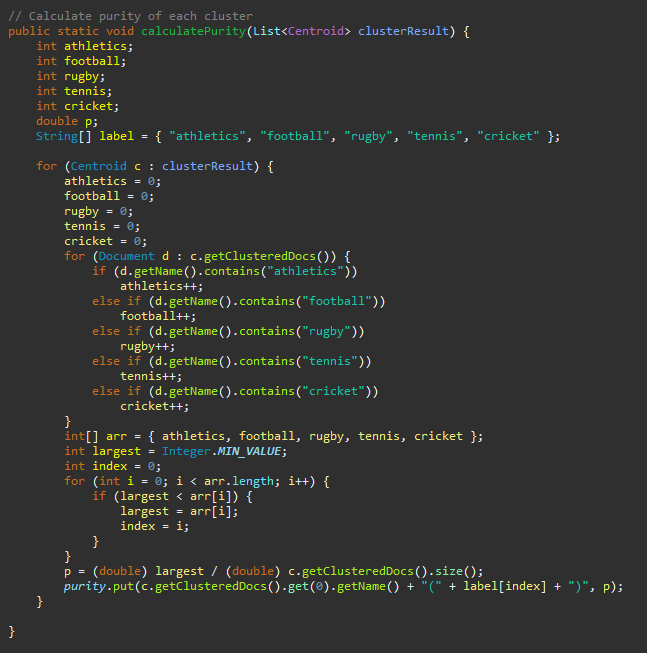 // Calculate purity of each cluster
public static void calculatePurity(List<Centroid> clusterResult) {
    int athletics;
    int football;
    int rugby;
    int tennis;
    int cricket;
    double p;
    String[] label = { "athletics", "football", "rugby", "tennis", "cricket" };

    for (Centroid c : clusterResult) {
        athletics = 0;
        football = 0;
        rugby = 0;
        tennis = 0;
        cricket = 0;
        for (Document d : c.getClusteredDocs()) {
            if (d.getName().contains("athletics"))
                athletics++;
            else if (d.getName().contains("football"))
                football++;
            else if (d.getName().contains("rugby"))
                rugby++;
            else if (d.getName().contains("tennis"))
                tennis++;
            else if (d.getName().contains("cricket"))
                cricket++;
        }
        int[] arr = { athletics, football, rugby, tennis, cricket };
        int largest = Integer.MIN_VALUE;
        int index = 0;
        for (int i = 0; i < arr.length; i++) {
            if (largest < arr[i]) {
                largest = arr[i];
                index = i;
            }
        }
        p = (double) largest / (double) c.getClusteredDocs().size();
        purity.put(c.getClusteredDocs().get(0).getName() + "(" + label[index] + ")", p);
    }

}